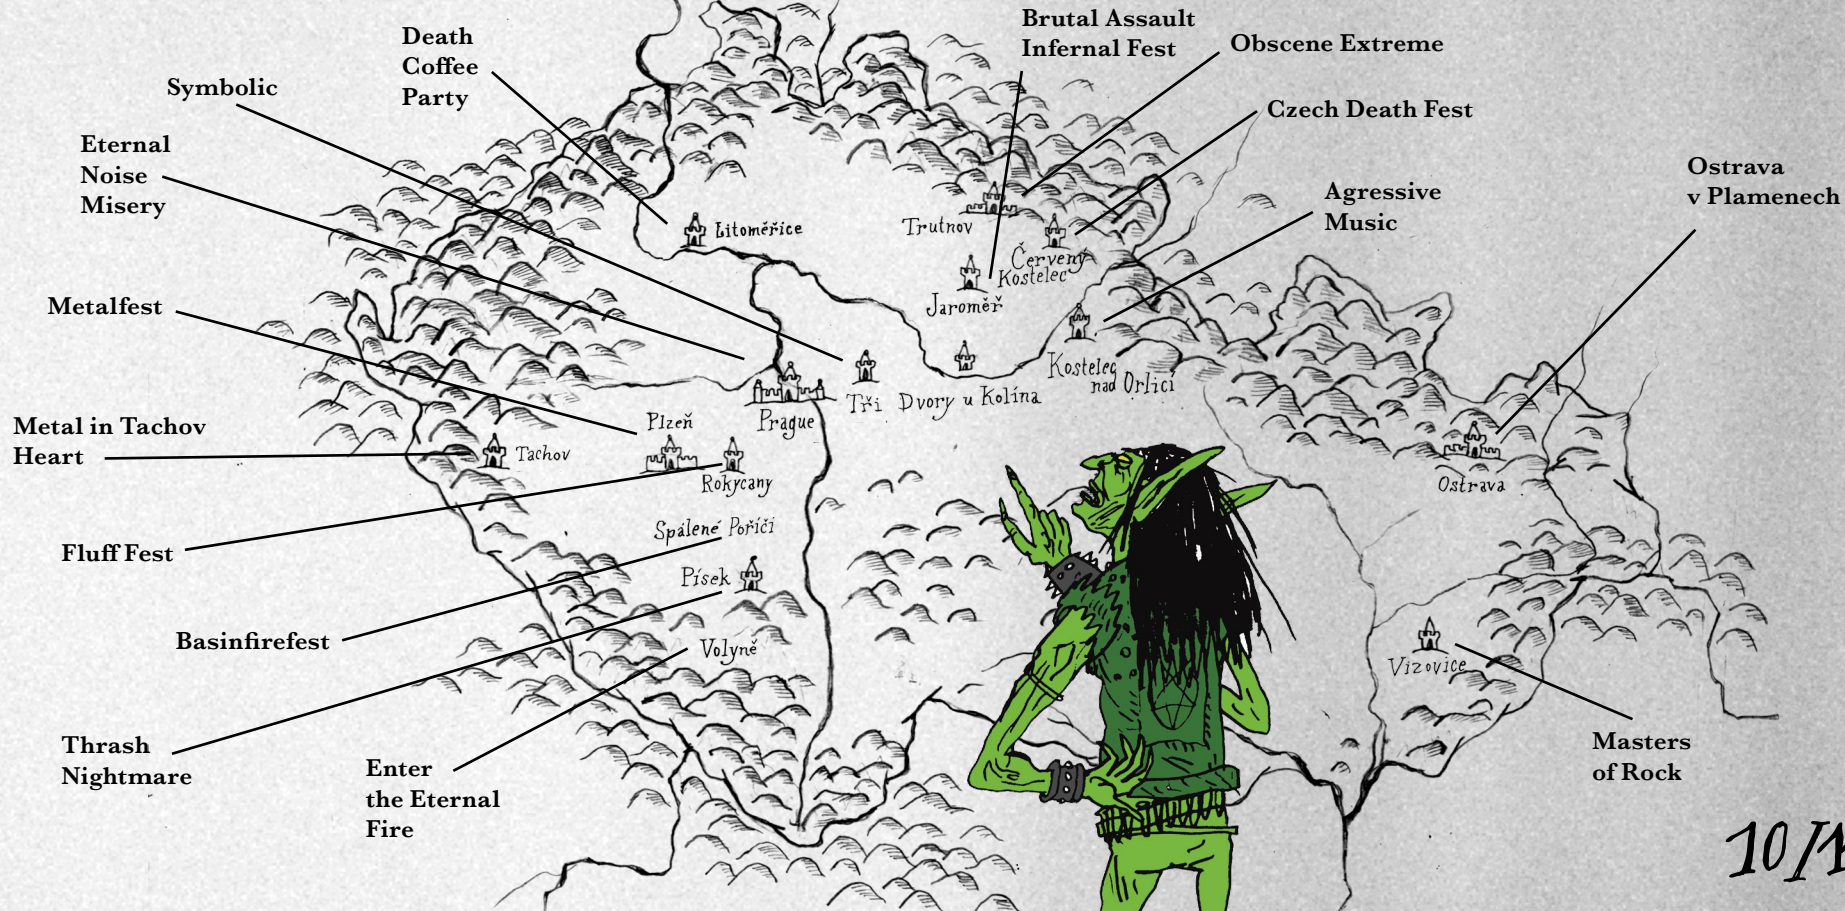 Brutal Assault
Infernal Fest
Obscene Extreme
Death
Coffee
Party
Symbolic
Czech Death Fest
Eternal
Noise
Misery
Ostrava
v Plamenech
Agressive
Music
Litoměřice
Trutnov
Červený
Kostelec
Jaroměř
Metalfest
Kostelec
nad Orlicí
Tři Dvory u Kolína
Prague
Plzeň
Metal in Tachov
Heart
Tachov
Rokycany
Ostrava
Spálené Poříčí
Fluff Fest
Písek
Basinfirefest
Volyně
Vizovice
Thrash
Nightmare
Enter
the Eternal
Fire
Masters
of Rock